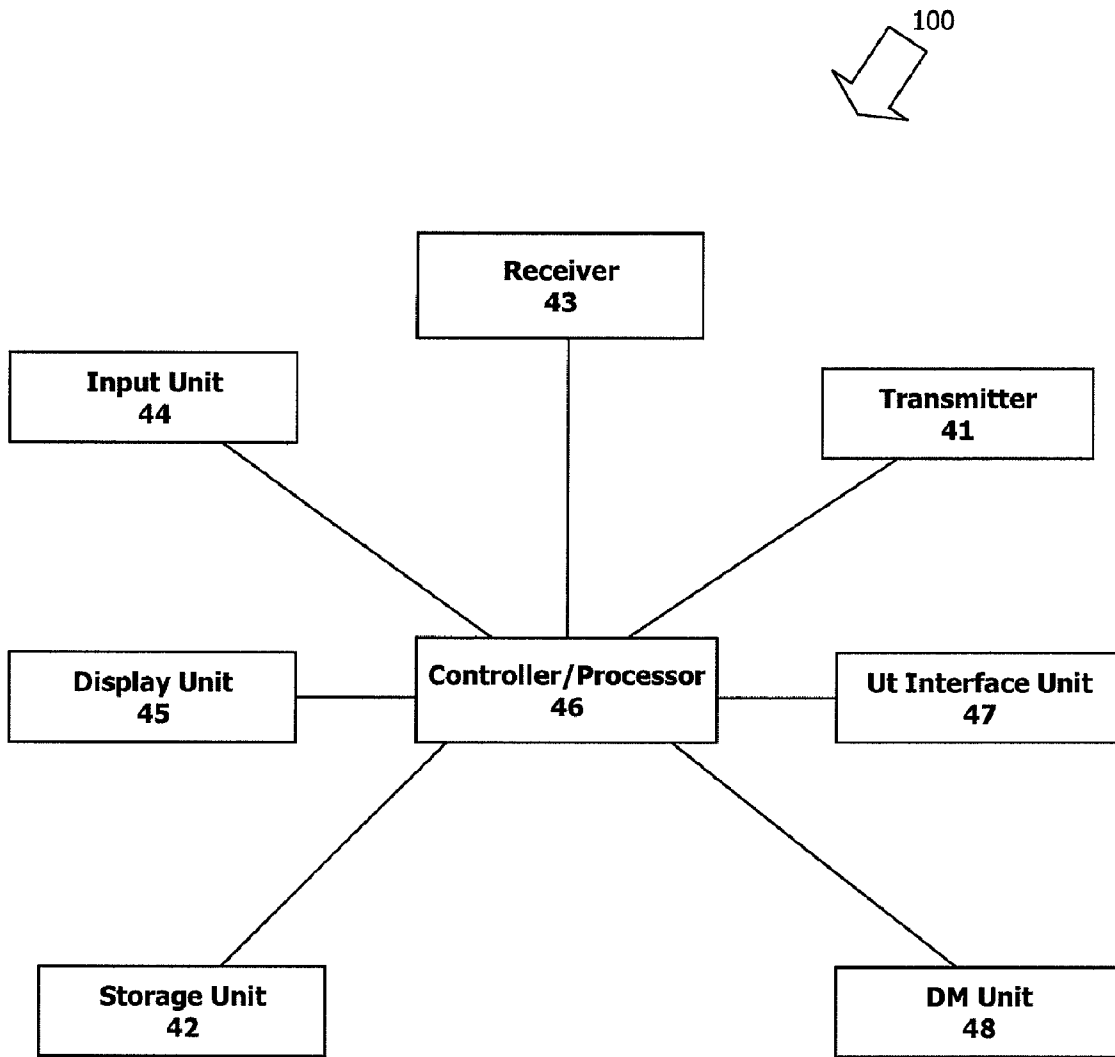 100
Receiver
43
Input Unit
44
Transmitter
41
Display Unit
45
Controller/Processor
46
Ut Interface Unit
47
Storage Unit
42
DM Unit
48